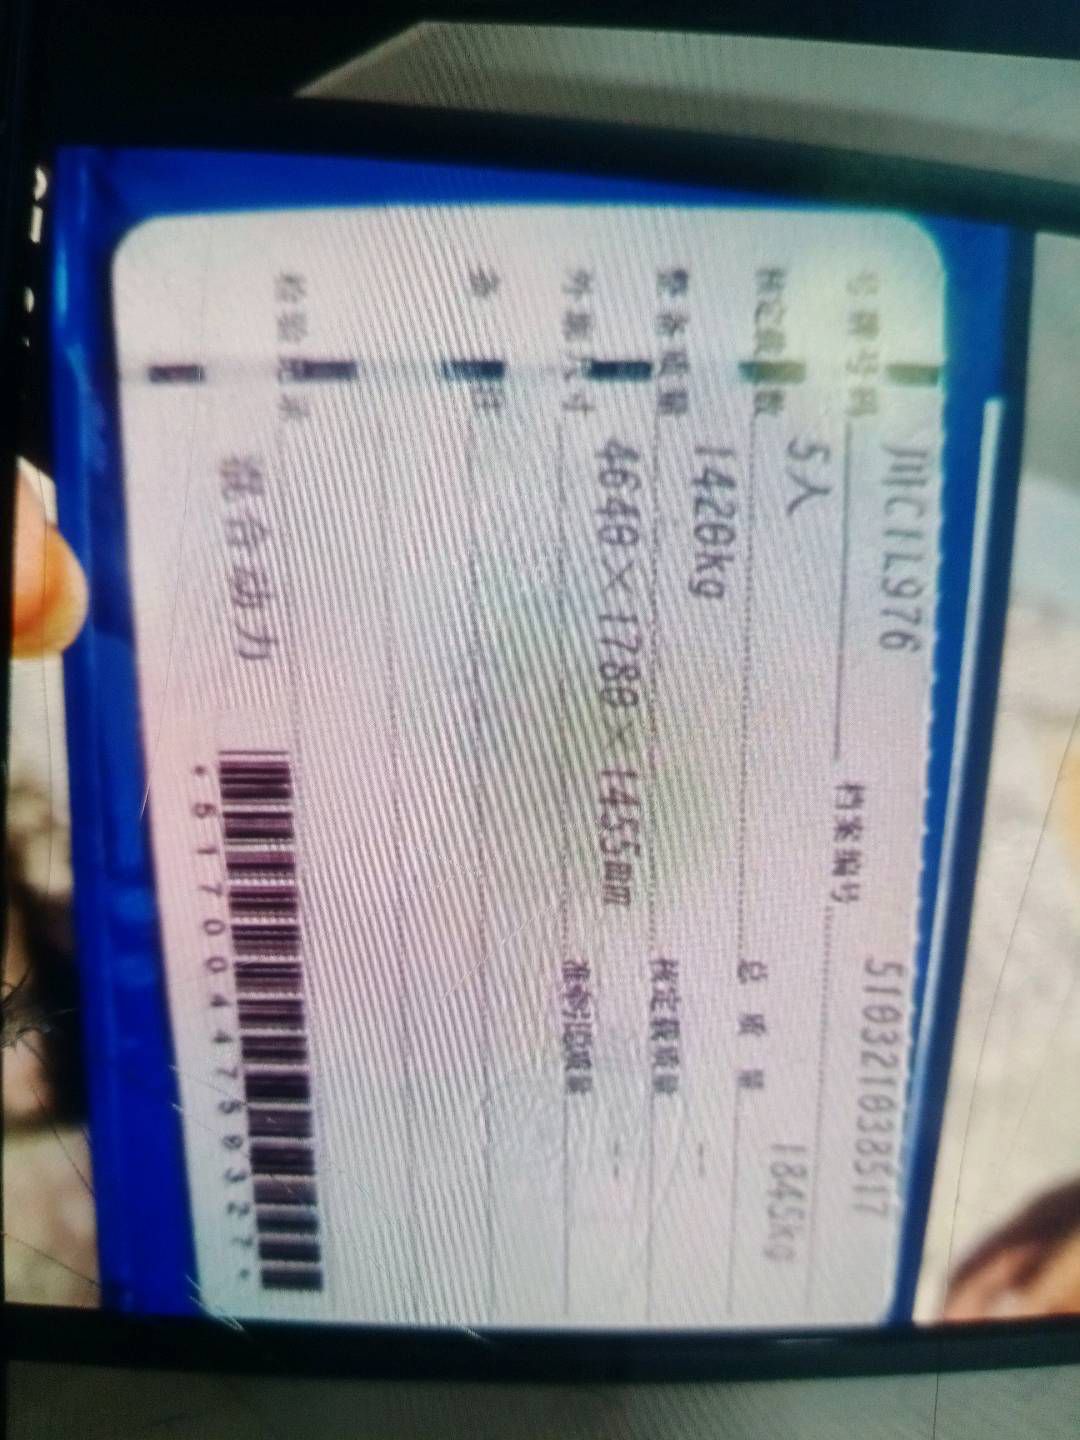 号牌号码 川C1L976 档案编号 510321038517
核定载人数 5人 总质量 1845kg
整备质量 1420kg 核定载质量 --
外廓尺寸 4640×1780×1455mm 准牵引总质量 --
备注
检验记录
混合动力
*5170044750327*